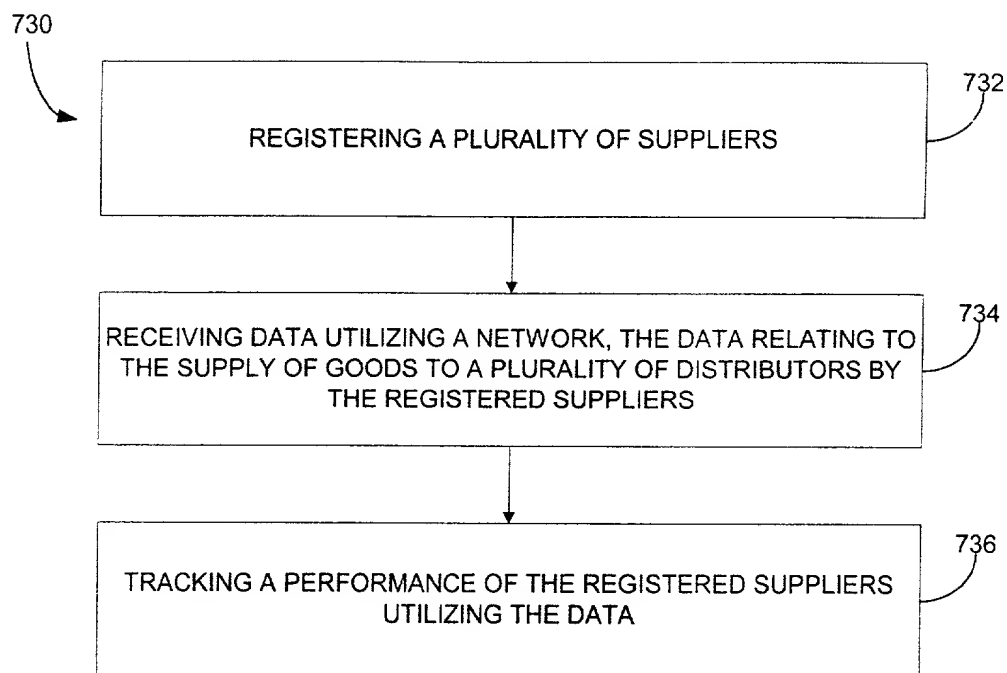 730
732
REGISTERING A PLURALITY OF SUPPLIERS
734
RECEIVING DATA UTILIZING A NETWORK, THE DATA RELATING TO
THE SUPPLY OF GOODS TO A PLURALITY OF DISTRIBUTORS BY
THE REGISTERED SUPPLIERS
736
TRACKING A PERFORMANCE OF THE REGISTERED SUPPLIERS
UTILIZING THE DATA